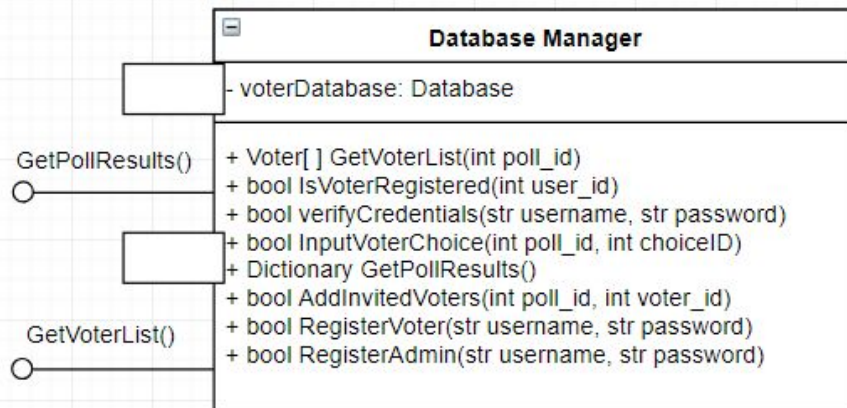 Database Manager
- voterDatabase: Database
GetPollResults()
+ Voter[ ] GetVoterList(int poll_id)
+ bool IsVoterRegistered(int user_id)
+ bool verifyCredentials(str username, str password)
+ bool InputVoterChoice(int poll_id, int choiceID)
+ Dictionary GetPollResults()
+ bool AddInvitedVoters(int poll_id, int voter_id)
+ bool RegisterVoter(str username, str password)
+ bool RegisterAdmin(str username, str password)
GetVoterList()